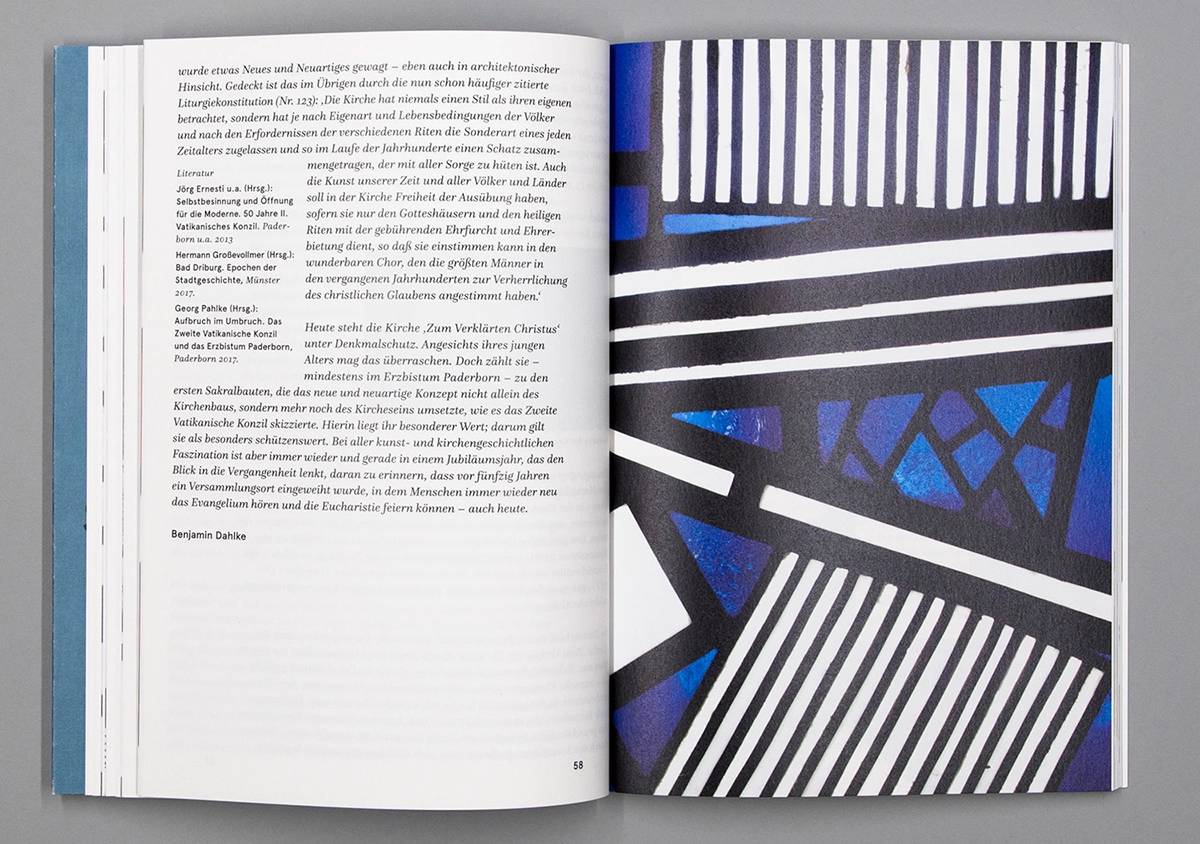 wurde etwas Neues und Neuartiges gewagt – eben auch in architektonischer
Hinsicht. Gedeckt ist das im Übrigen durch die nun schon häufiger zitierte
Liturgiekonstitution (Nr. 123): ‚Die Kirche hat niemals einen Stil als ihren eigenen
betrachtet, sondern hat je nach Eigenart und Lebensbedingungen der Völker
und nach den Erfordernissen der verschiedenen Riten die Sonderart eines jeden
Zeitalters zugelassen und so im Laufe der Jahrhunderte einen Schatz zusam-
mengetragen, der mit aller Sorge zu hüten ist. Auch
die Kunst unserer Zeit und aller Völker und Länder
soll in der Kirche Freiheit der Ausübung haben,
sofern sie nur den Gotteshäusern und den heiligen
Riten mit der gebührenden Ehrfurcht und Ehrer-
bietung dient, so daß sie einstimmen kann in den
wunderbaren Chor, den die größten Männer in
den vergangenen Jahrhunderten zur Verherrlichung
des christlichen Glaubens angestimmt haben.‘
Literatur
Jörg Ernesti u.a. (Hrsg.):
Selbstbesinnung und Öffnung
für die Moderne. 50 Jahre II.
Vatikanisches Konzil. Pader-
born u.a. 2013
Hermann Großevollmer (Hrsg.):
Bad Driburg. Epochen der
Stadtgeschichte, Münster
2017.
Georg Pahlke (Hrsg.):
Aufbruch im Umbruch. Das
Zweite Vatikanische Konzil
und das Erzbistum Paderborn,
Paderborn 2017.
Heute steht die Kirche ‚Zum Verklärten Christus‘
unter Denkmalschutz. Angesichts ihres jungen
Alters mag das überraschen. Doch zählt sie –
mindestens im Erzbistum Paderborn – zu den
ersten Sakralbauten, die das neue und neuartige Konzept nicht allein des
Kirchenbaus, sondern mehr noch des Kircheseins umsetzte, wie es das Zweite
Vatikanische Konzil skizzierte. Hierin liegt ihr besonderer Wert; darum gilt
sie als besonders schützenswert. Bei aller kunst- und kirchengeschichtlichen
Faszination ist aber immer wieder und gerade in einem Jubiläumsjahr, das den
Blick in die Vergangenheit lenkt, daran zu erinnern, dass vor fünfzig Jahren
ein Versammlungsort eingeweiht wurde, in dem Menschen immer wieder neu
das Evangelium hören und die Eucharistie feiern können – auch heute.
Benjamin Dahlke
58